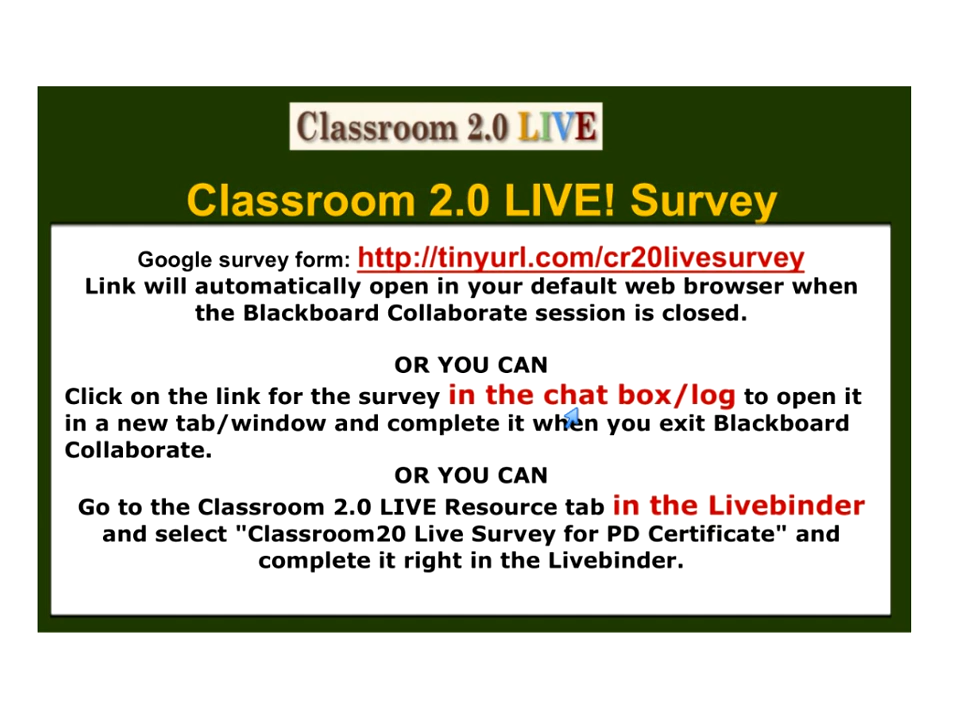 Classroom 2.0 LIVE
Classroom 2.0 LIVE! Survey
Google survey form: http://tinyurl.com/cr20livesurvey
Link will automatically open in your default web browser when
the Blackboard Collaborate session is closed.
OR YOU CAN
Click on the link for the survey in the chat box/log to open it
in a new tab/window and complete it when you exit Blackboard
Collaborate.
OR YOU CAN
Go to the Classroom 2.0 LIVE Resource tab in the Livebinder
and select "Classroom20 Live Survey for PD Certificate" and
complete it right in the Livebinder.